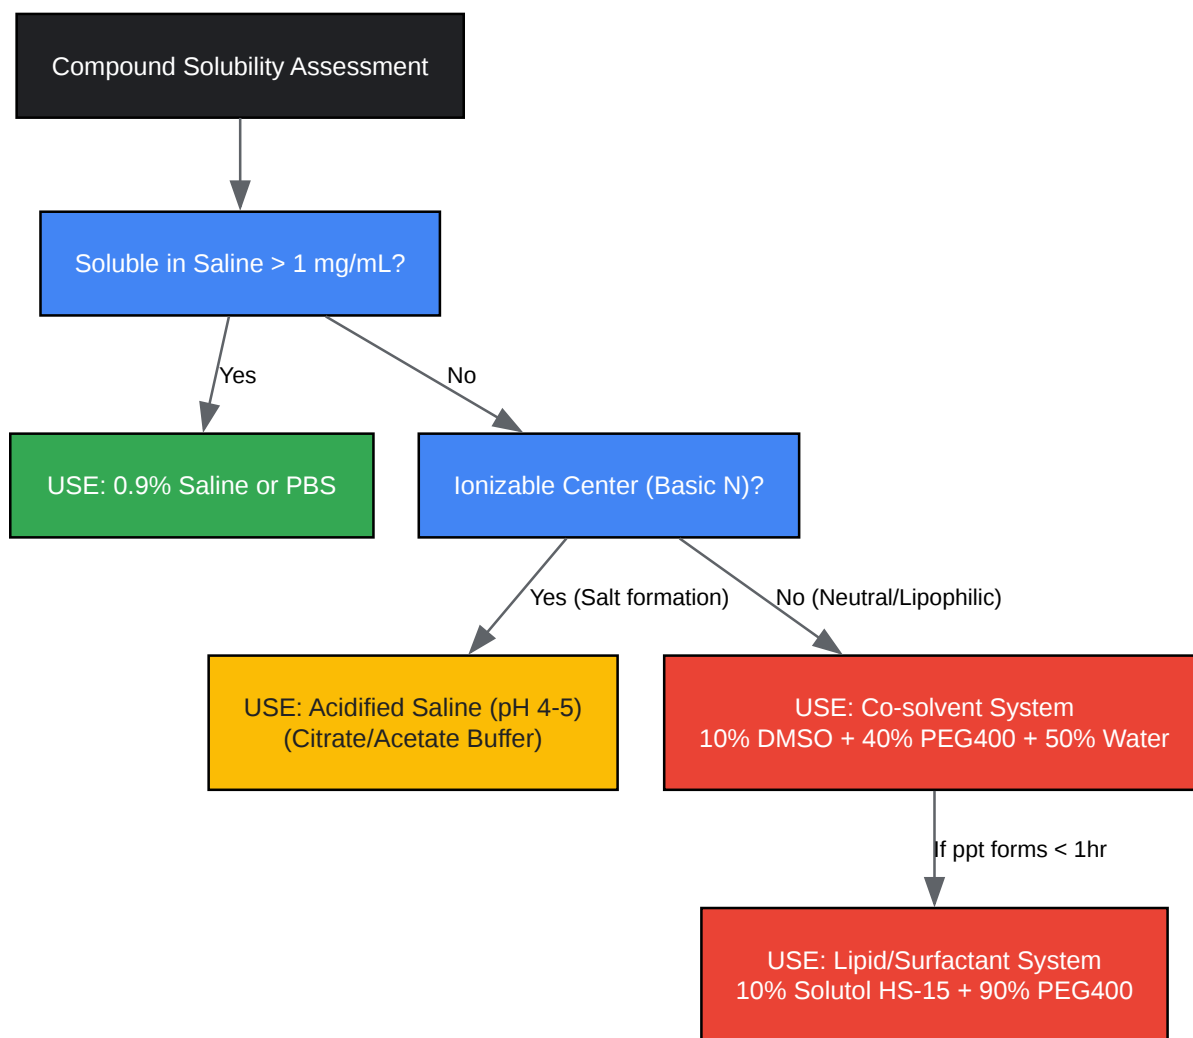 Compound Solubility Assessment
Soluble in Saline > 1 mg/mL?
Yes
No
USE: 0.9% Saline or PBS
Ionizable Center (Basic N)?
Yes (Salt formation)
No (Neutral/Lipophilic)
USE: Acidified Saline (pH 4-5)
(Citrate/Acetate Buffer)
USE: Co-solvent System
10% DMSO + 40% PEG400 + 50% Water
If ppt forms < 1hr
USE: Lipid/Surfactant System
10% Solutol HS-15 + 90% PEG400